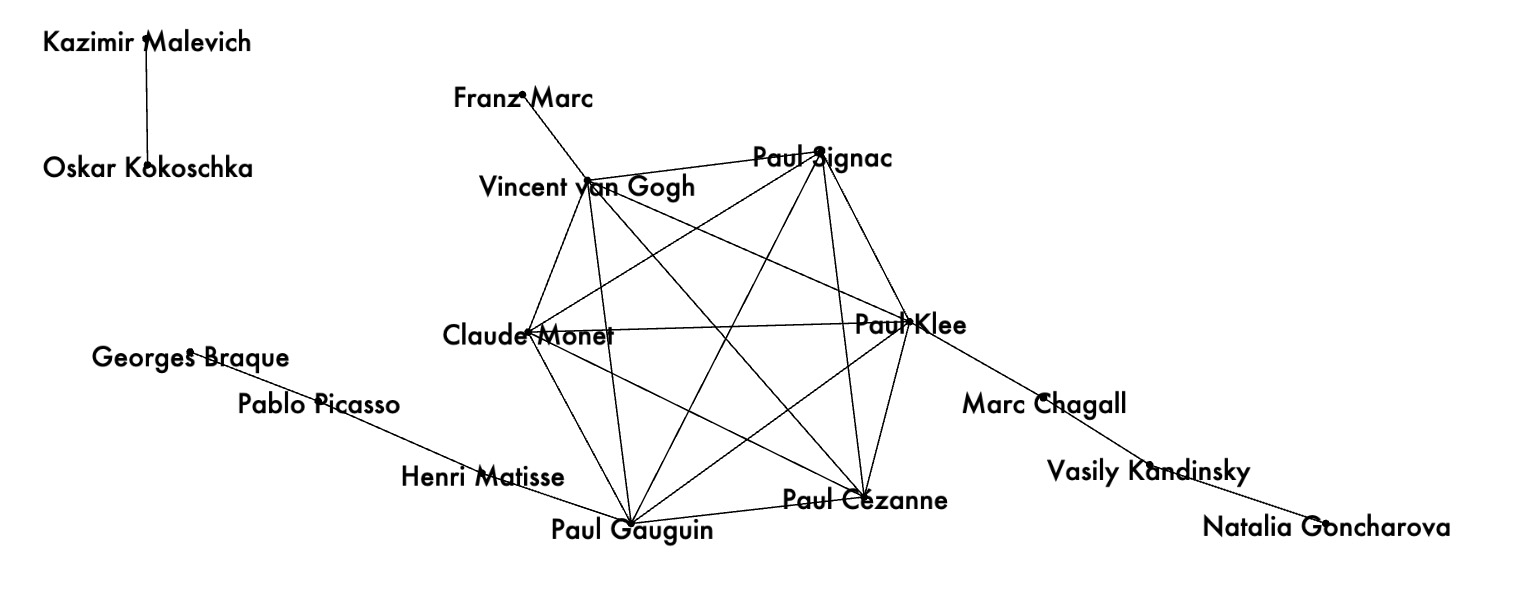 Kazimir Malevich
Franz Marc
Paul Signac
Oskar Kokoschka
Vincent van Gogh
Paul Klee
Claude Monet
Georges Braque
Pablo Picasso
Marc Chagall
Henri Matisse
Vasily Kandinsky
Paul Cézanne
Paul Gauguin
Natalia Goncharova